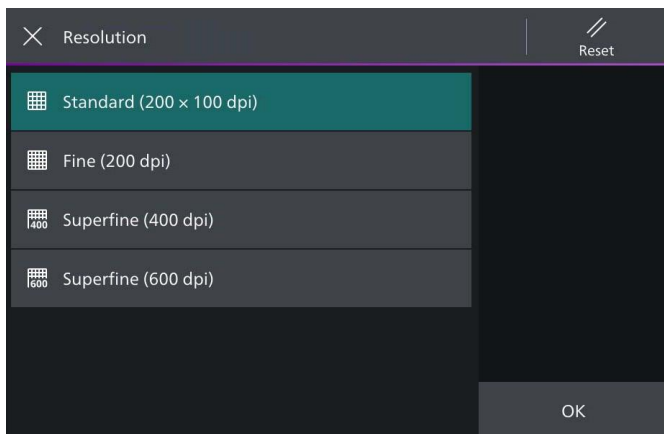 Resolution
Reset
Standard (200 × 100 dpi)
Fine (200 dpi)
400
Superfine (400 dpi)
600
Superfine (600 dpi)
OK